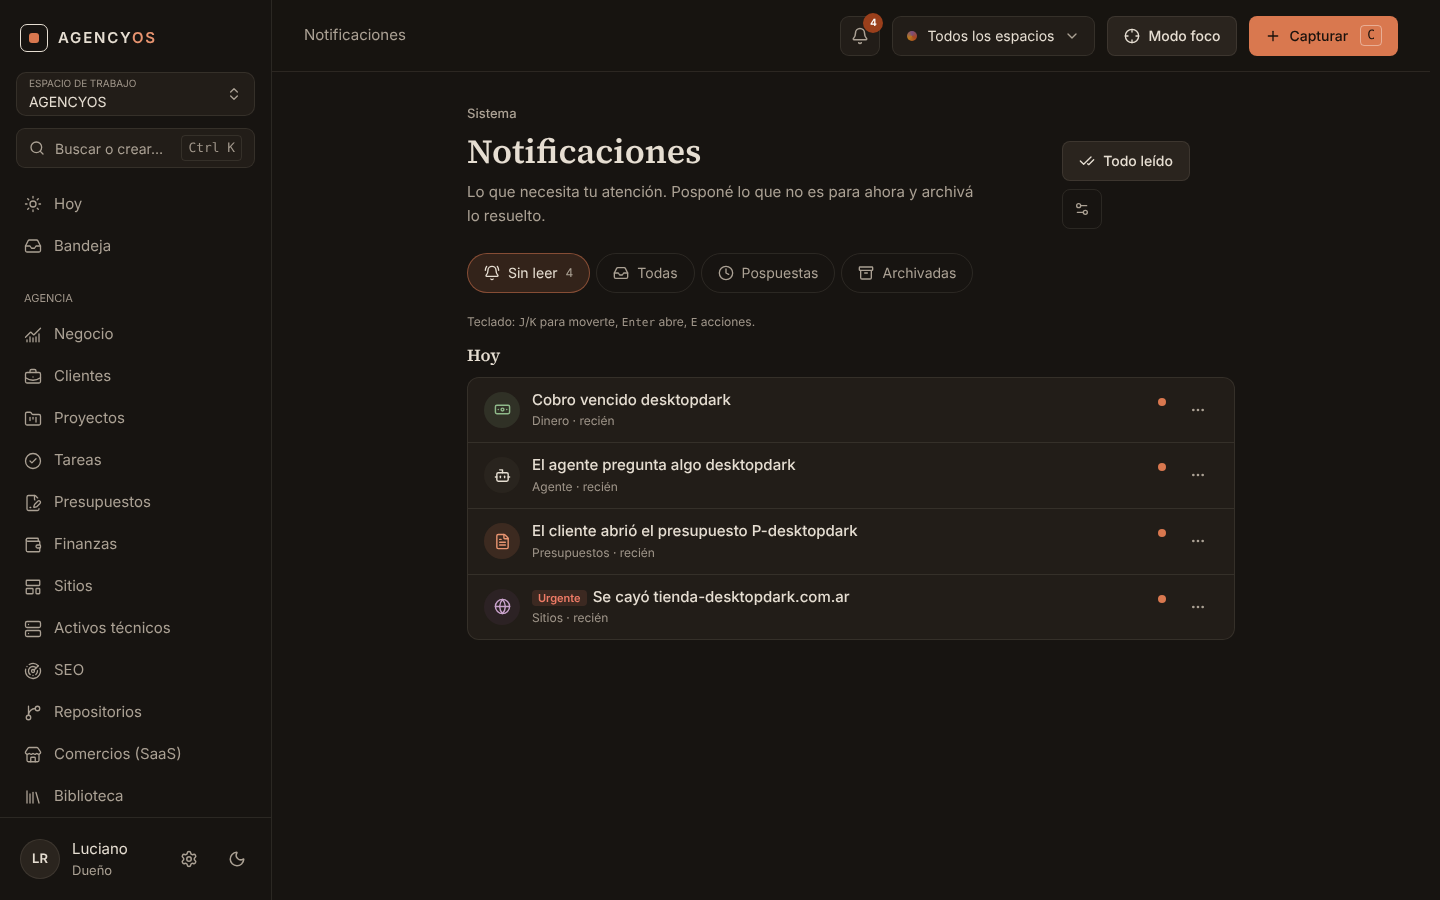 AGENCYOS
ESPACIO DE TRABAJO
AGENCYOS
Buscar o crear... Ctrl K
Hoy
Bandeja
AGENCIA
Negocio
Clientes
Proyectos
Tareas
Presupuestos
Finanzas
Sitios
Activos técnicos
SEO
Repositorios
Comercios (SaaS)
Biblioteca
LR
Luciano
Dueño
Notificaciones
4
Todos los espacios
Modo foco
Capturar C
Sistema
Notificaciones
Lo que necesita tu atención. Posponé lo que no es para ahora y archivá
lo resuelto.
Todo leído
Sin leer 4
Todas
Pospuestas
Archivadas
Teclado: J/K para moverte, Enter abre, E acciones.
Hoy
Cobro vencido desktopdark
Dinero · recién
El agente pregunta algo desktopdark
Agente · recién
El cliente abrió el presupuesto P-desktopdark
Presupuestos · recién
Urgente Se cayó tienda-desktopdark.com.ar
Sitios · recién